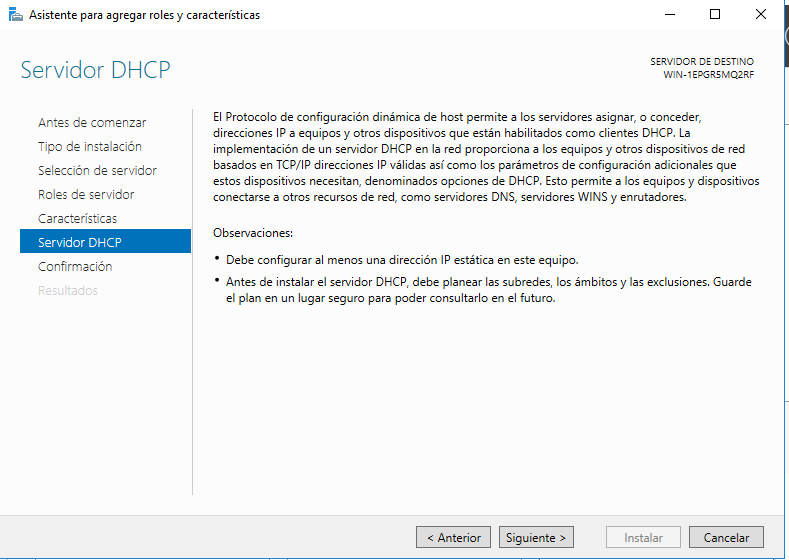 Asistente para agregar roles y características
Servidor DHCP
SERVIDOR DE DESTINO
WIN-1EPGR5MQ2RF
Antes de comenzar
Tipo de instalación
Selección de servidor
Roles de servidor
Características
Servidor DHCP
Confirmación
Resultados
El Protocolo de configuración dinámica de host permite a los servidores asignar, o conceder,
direcciones IP a equipos y otros dispositivos que están habilitados como clientes DHCP. La
implementación de un servidor DHCP en la red proporciona a los equipos y otros dispositivos de red
basados en TCP/IP direcciones IP válidas así como los parámetros de configuración adicionales que
estos dispositivos necesitan, denominados opciones de DHCP. Esto permite a los equipos y dispositivos
conectarse a otros recursos de red, como servidores DNS, servidores WINS y enrutadores.
Observaciones:
• Debe configurar al menos una dirección IP estática en este equipo.
• Antes de instalar el servidor DHCP, debe planear las subredes, los ámbitos y las exclusiones. Guarde
el plan en un lugar seguro para poder consultarlo en el futuro.
< Anterior
Siguiente >
Instalar
Cancelar